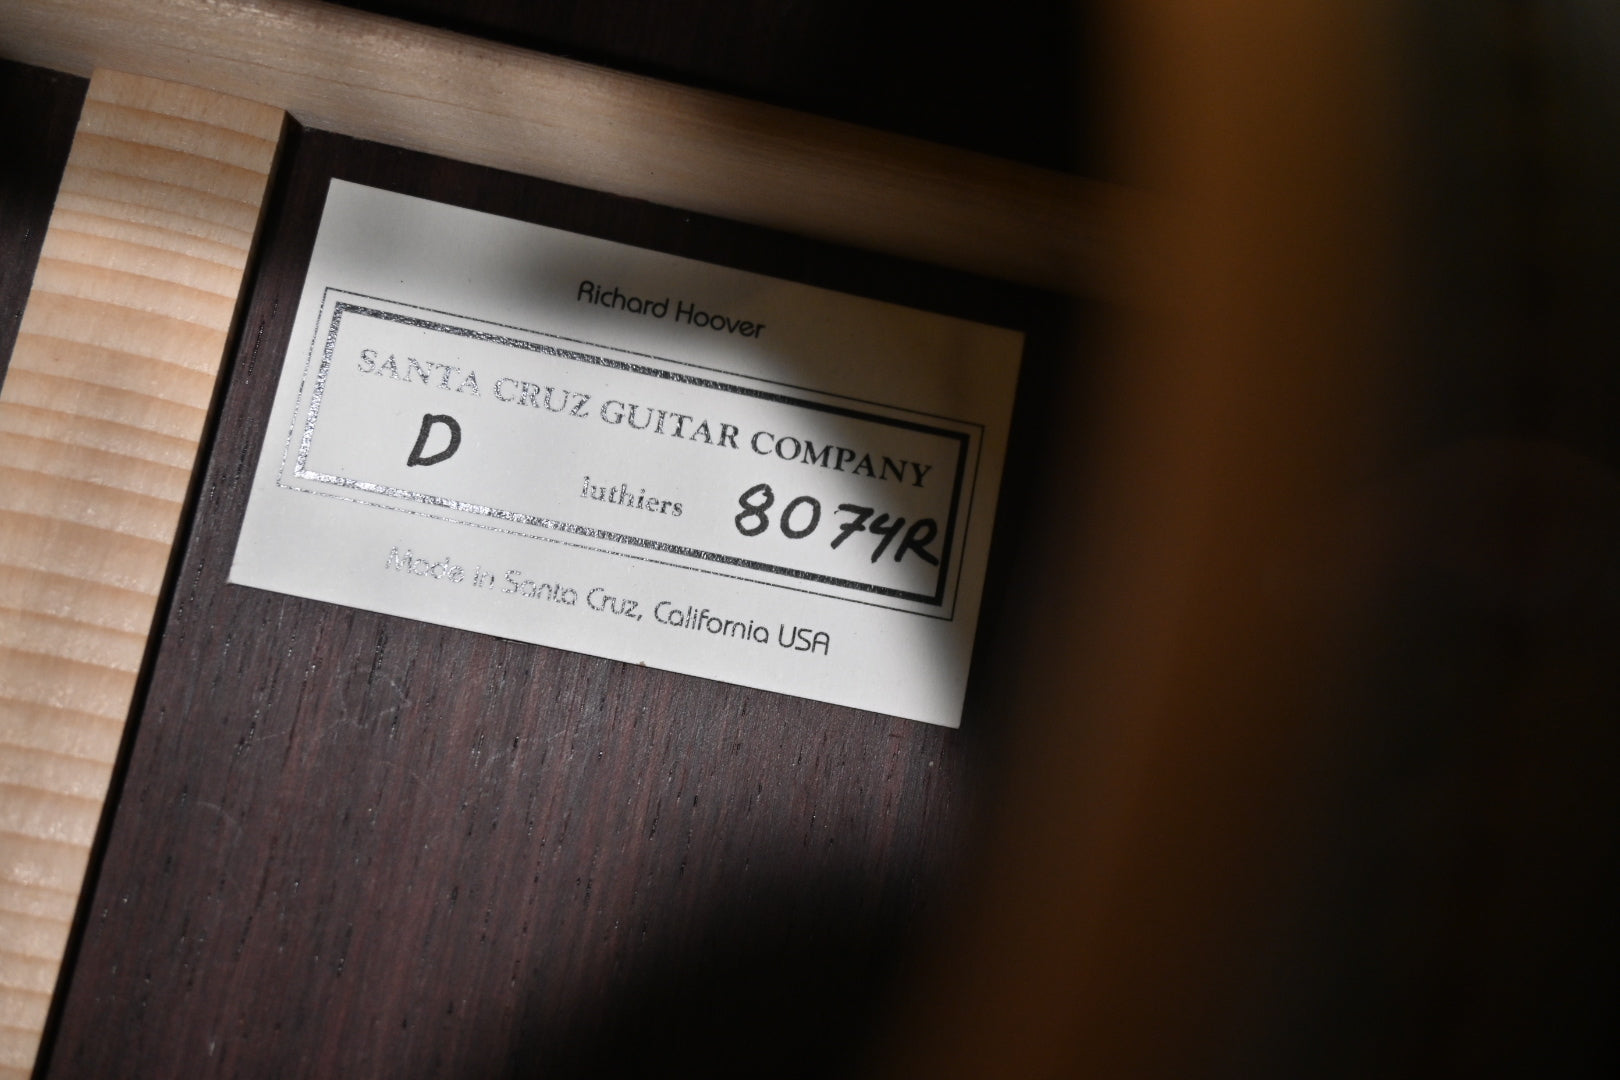 Richard Hoover
SANTA CRUZ GUITAR COMPANY
D luthiers 8074R
Made in Santa Cruz, California USA